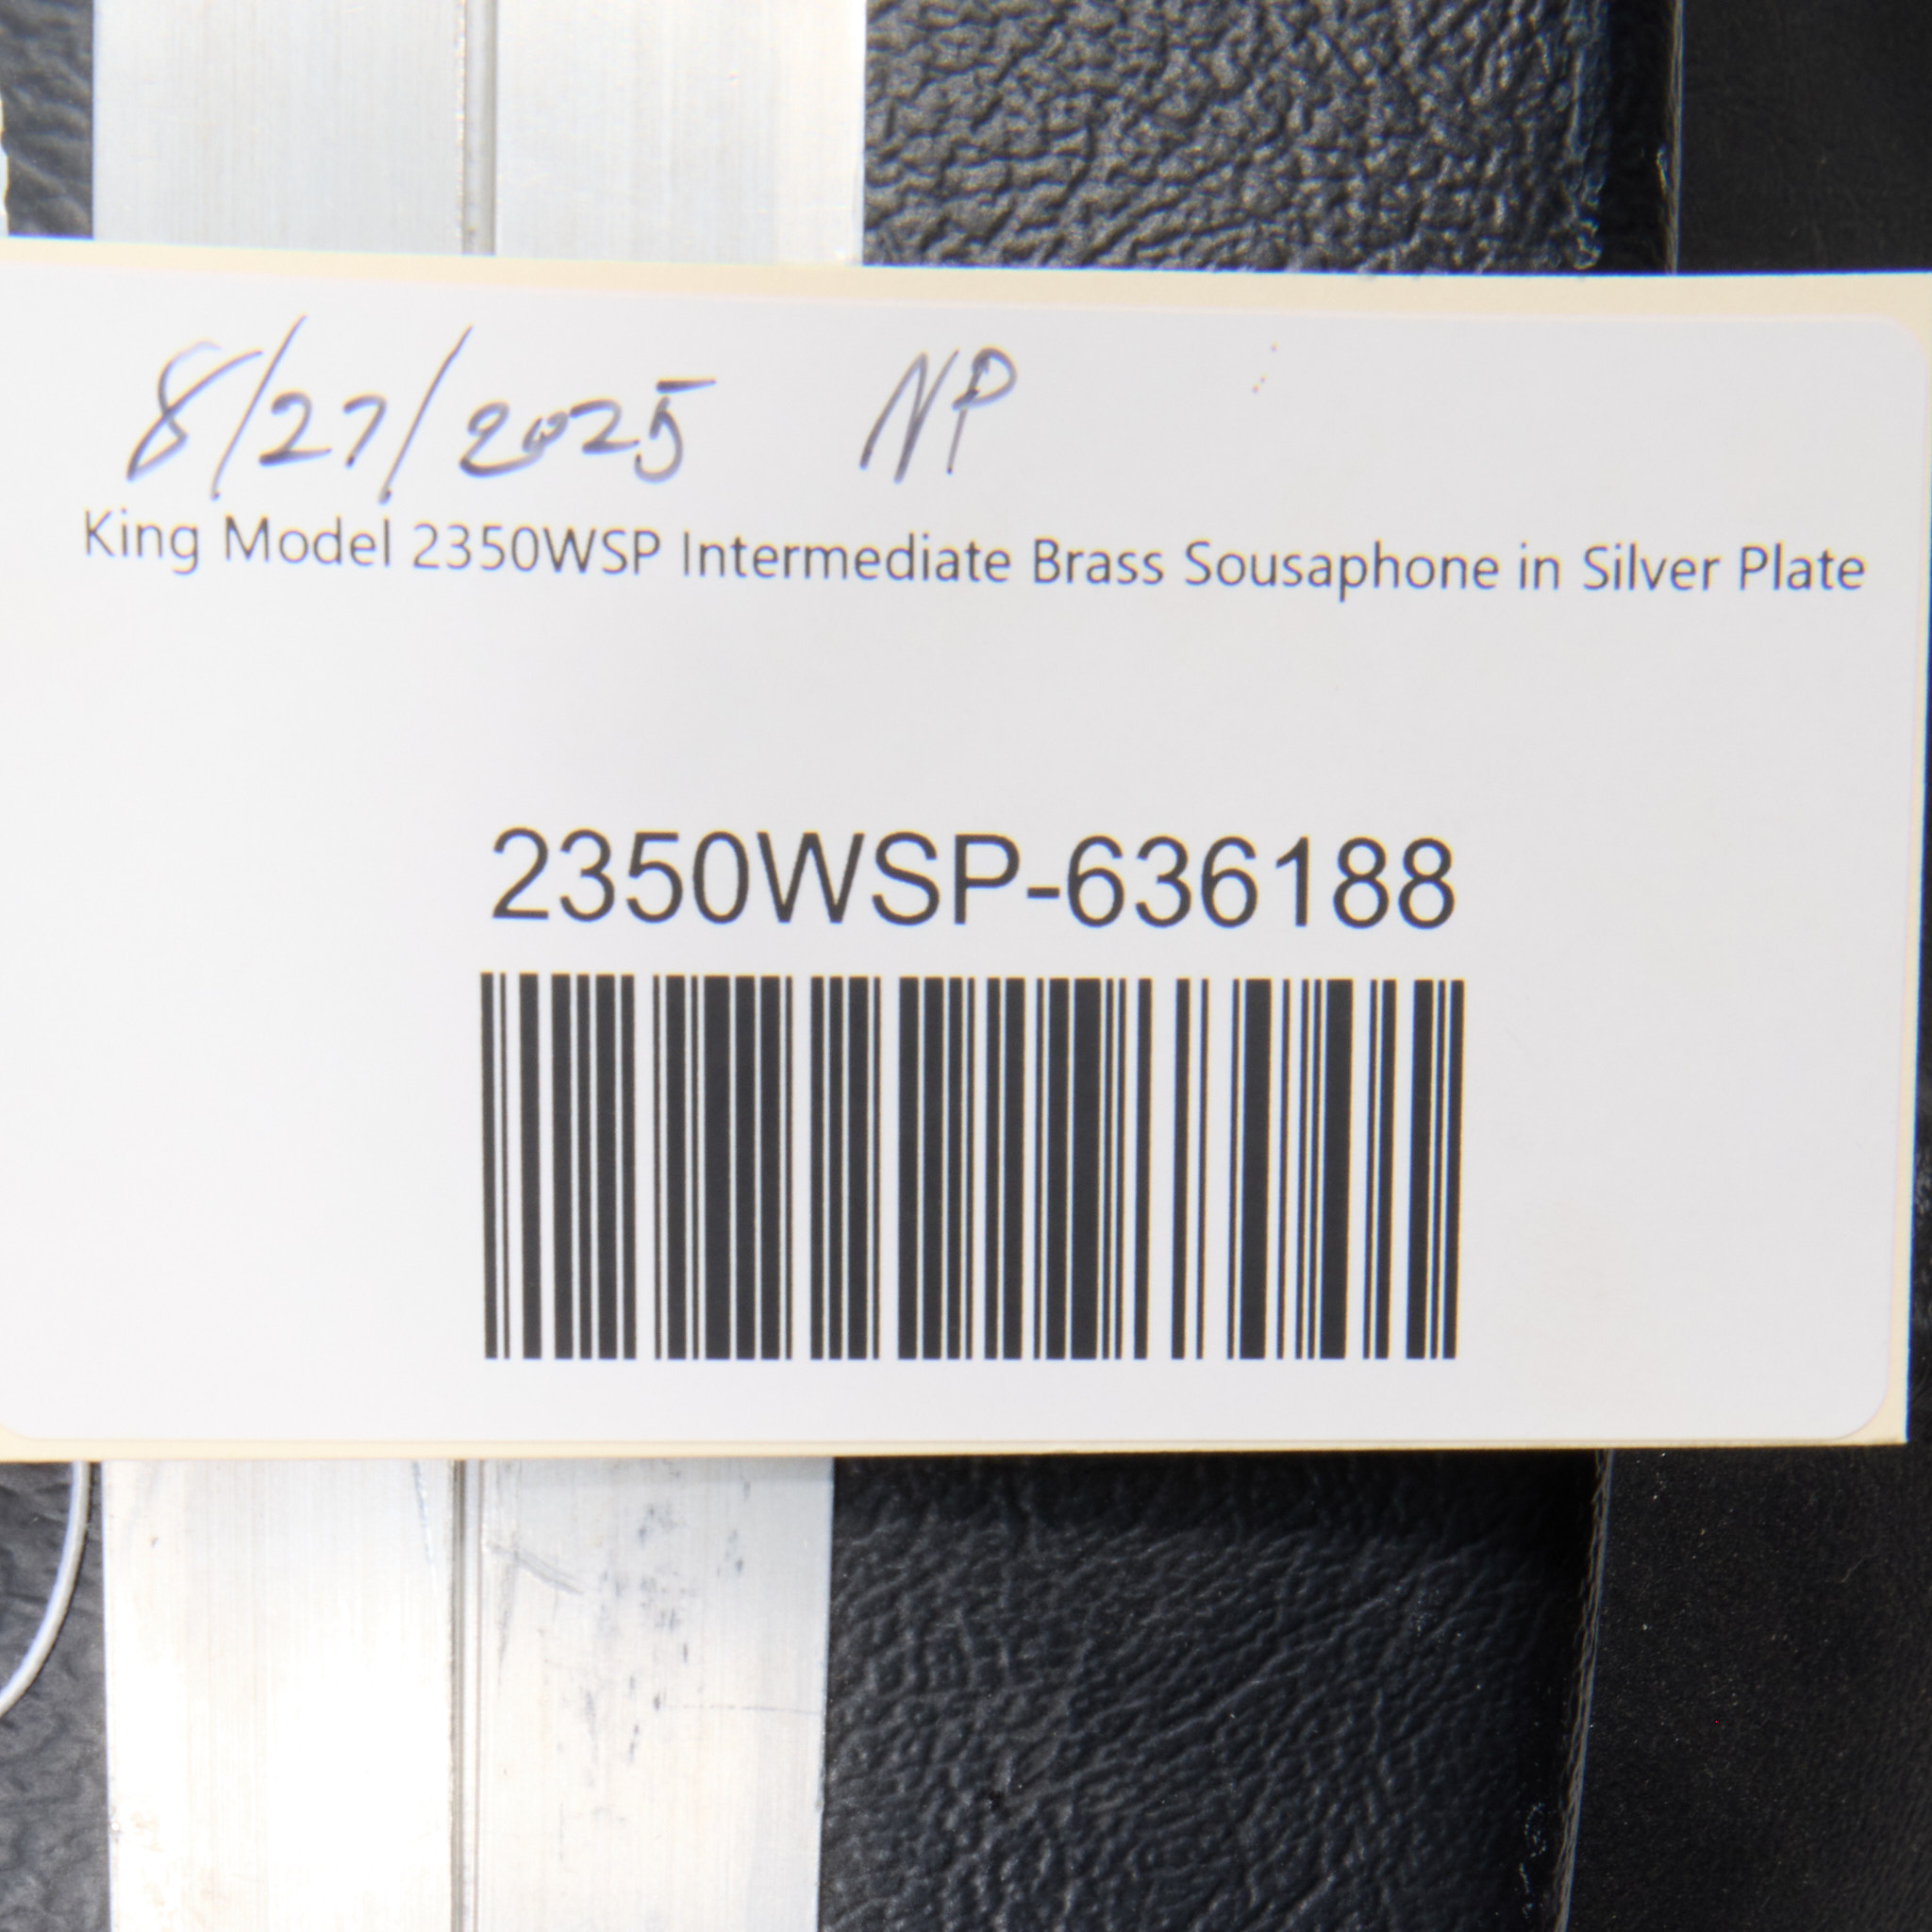 8/27/2025 NP
King Model 2350WSP Intermediate Brass Sousaphone in Silver Plate
2350WSP-636188